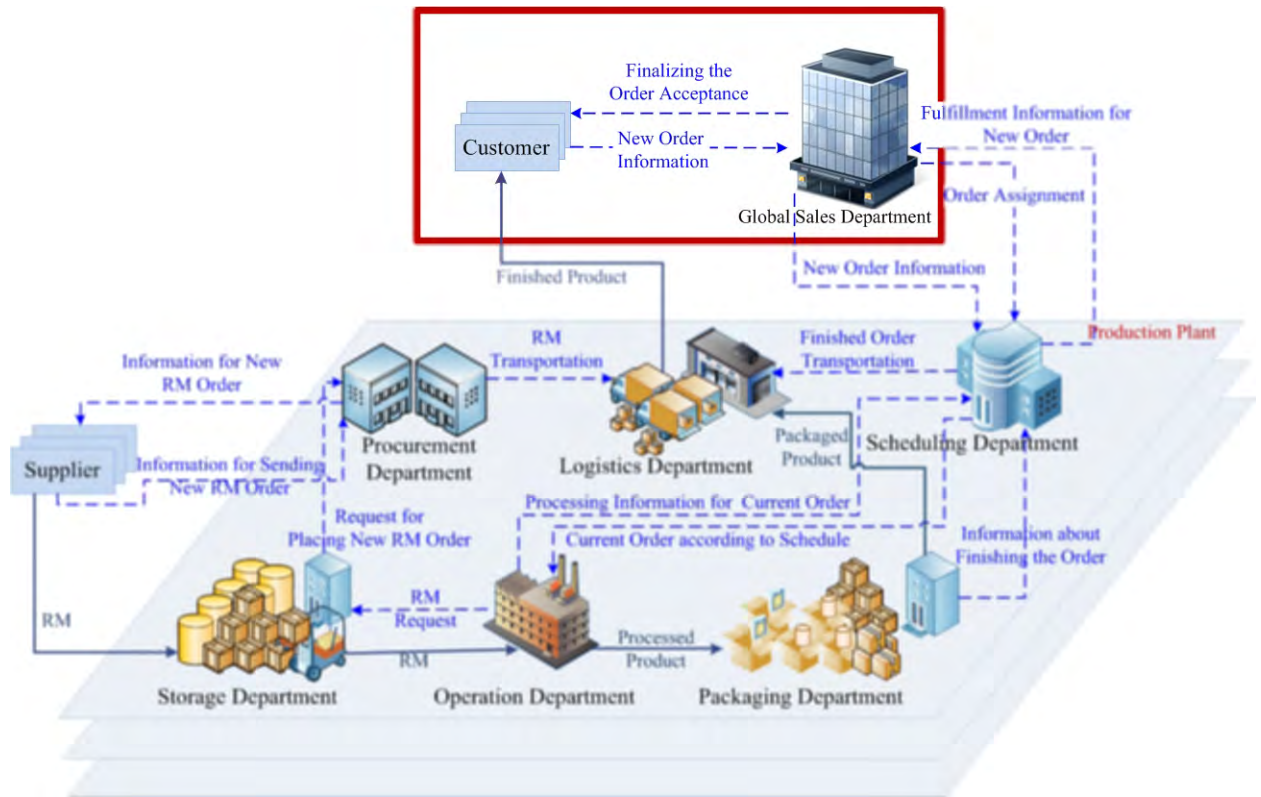 Finalizing the
Order Acceptance
Customer
New Order
Information
Fulfillment Information for
New Order
Order Assignment
Global Sales Department
New Order Information
Finished Product
Production Plant
Information for New
RM Order
RM
Transportation
Finished Order
Transportation
Procurement
Department
Logistics Department
Packaged
Product
Scheduling Department
Supplier
Information for Sending
New RM Order
Processing Information for Current Order
Request for
Placing New RM Order
Current Order according to Schedule
Information about
Finishing the Order
RM
RM
Request
RM
Processed
Product
Storage Department
Operation Department
Packaging Department